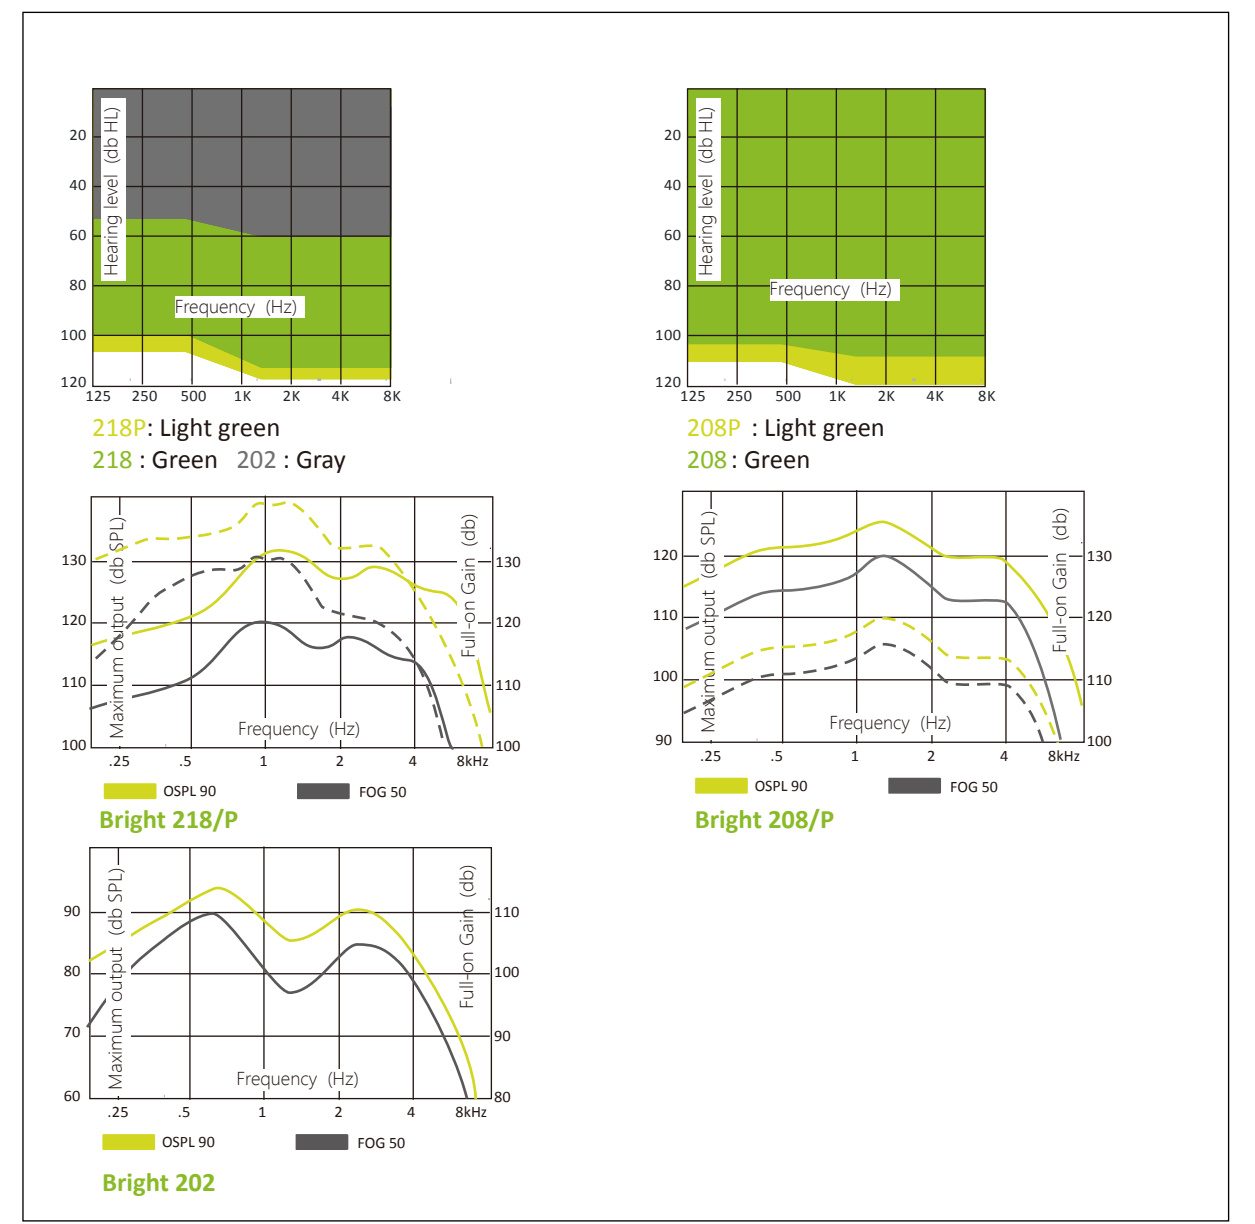 Hearing level (db HL)
20
40
60
80
100
120
Frequency (Hz)
125 250 500 1K 2K 4K 8K
218P: Light green
218 : Green 202 : Gray
Hearing level (db HL)
20
40
60
80
100
120
Frequency (Hz)
125 250 500 1K 2K 4K 8K
208P : Light green
208 : Green
Maximum output (db SPL)
130
120
110
100
Full-on Gain (db)
130
120
110
100
Frequency (Hz)
.25 .5 1 2 4 8kHz
OSPL 90 FOG 50
Bright 218/P
Maximum output (db SPL)
120
110
100
90
Full-on Gain (db)
130
120
110
100
Frequency (Hz)
.25 .5 1 2 4 8kHz
OSPL 90 FOG 50
Bright 208/P
Maximum output (db SPL)
90
80
70
60
Full-on Gain (db)
110
100
90
80
Frequency (Hz)
.25 .5 1 2 4 8kHz
OSPL 90 FOG 50
Bright 202